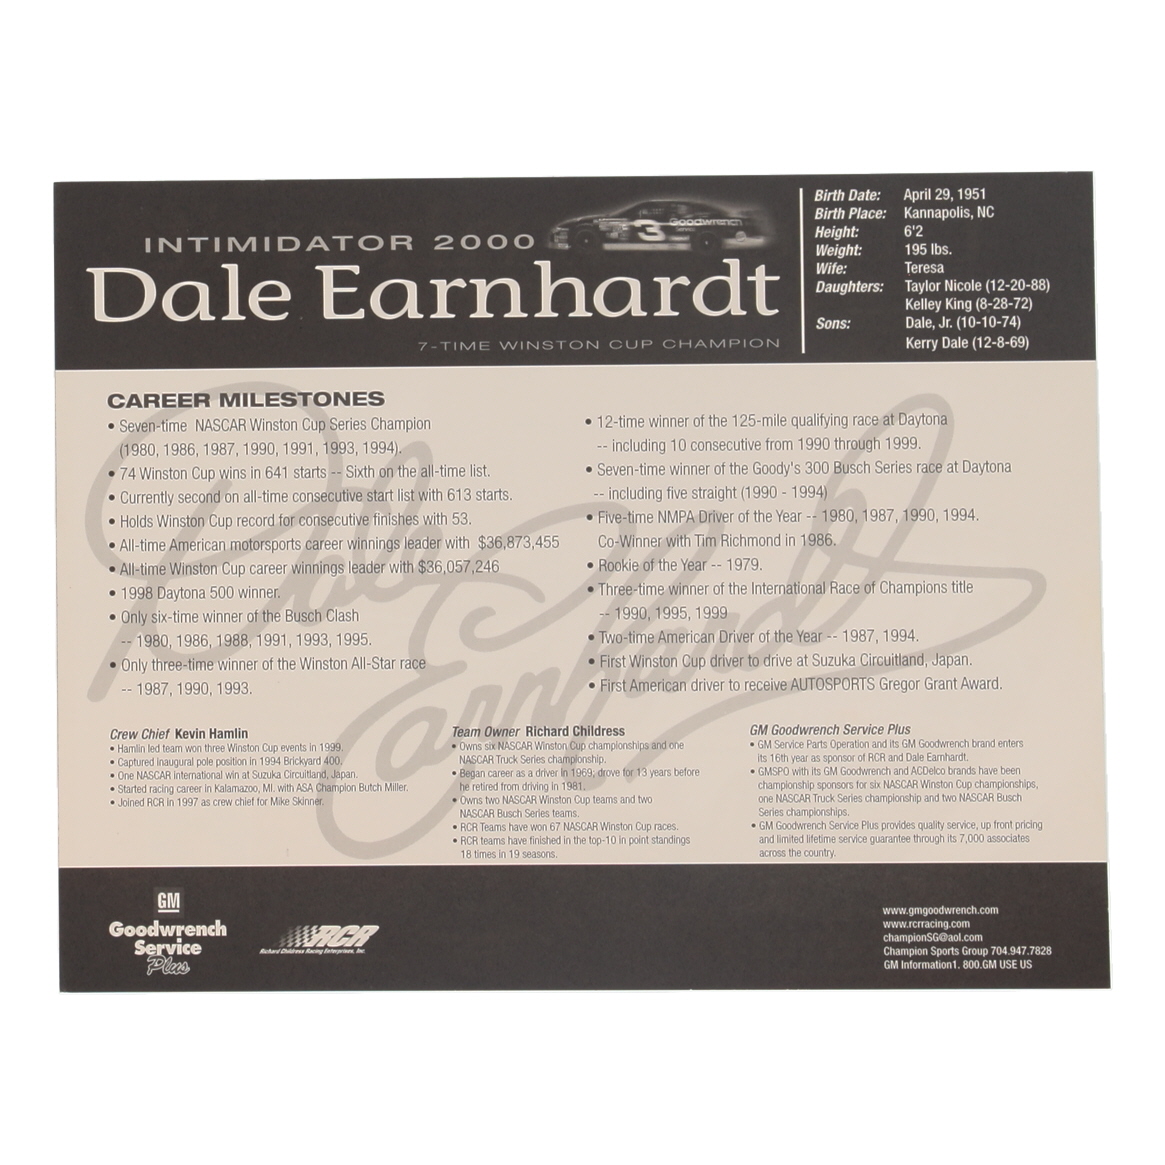 INTIMIDATOR 2000
Dale Earnhardt
7-TIME WINSTON CUP CHAMPION
3 Goodwrench
Birth Date: April 29, 1951
Birth Place: Kannapolis, NC
Height: 6'2
Weight: 195 lbs.
Wife: Teresa
Daughters: Taylor Nicole (12-20-88)
Kelley King (8-28-72)
Sons: Dale, Jr. (10-10-74)
Kerry Dale (12-8-69)
CAREER MILESTONES
• Seven-time NASCAR Winston Cup Series Champion
(1980, 1986, 1987, 1990, 1991, 1993, 1994).
• 74 Winston Cup wins in 641 starts -- Sixth on the all-time list.
• Currently second on all-time consecutive start list with 613 starts.
• Holds Winston Cup record for consecutive finishes with 53.
• All-time American motorsports career winnings leader with $36,873,455
• All-time Winston Cup career winnings leader with $36,057,246
• 1998 Daytona 500 winner.
• Only six-time winner of the Busch Clash
-- 1980, 1986, 1988, 1991, 1993, 1995.
• Only three-time winner of the Winston All-Star race
-- 1987, 1990, 1993.
• 12-time winner of the 125-mile qualifying race at Daytona
-- including 10 consecutive from 1990 through 1999.
• Seven-time winner of the Goody's 300 Busch Series race at Daytona
-- including five straight (1990 - 1994)
• Five-time NMPA Driver of the Year -- 1980, 1987, 1990, 1994.
Co-Winner with Tim Richmond in 1986.
• Rookie of the Year -- 1979.
• Three-time winner of the International Race of Champions title
-- 1990, 1995, 1999
• Two-time American Driver of the Year -- 1987, 1994.
• First Winston Cup driver to drive at Suzuka Circuitland, Japan.
• First American driver to receive AUTOSPORTS Gregor Grant Award.
Dale Earnhardt
Crew Chief Kevin Hamlin
• Hamlin led team won three Winston Cup events in 1999.
• Captured inaugural pole position in 1994 Brickyard 400.
• One NASCAR international win at Suzuka Circuitland, Japan.
• Started racing career in Kalamazoo, MI. with ASA Champion Butch Miller.
• Joined RCR in 1997 as crew chief for Mike Skinner.
Team Owner Richard Childress
• Owns six NASCAR Winston Cup championships and one
NASCAR Truck Series championship.
• Began career as a driver in 1969, drove for 13 years before
he retired from driving in 1981.
• Owns two NASCAR Winston Cup teams and two
NASCAR Busch Series teams.
• RCR Teams have won 67 NASCAR Winston Cup races.
• RCR teams have finished in the top-10 in point standings
18 times in 19 seasons.
GM Goodwrench Service Plus
• GM Service Parts Operation and its GM Goodwrench brand enters
its 16th year as sponsor of RCR and Dale Earnhardt.
• GMSPO with its GM Goodwrench and ACDelco brands have been
championship sponsors for six NASCAR Winston Cup championships,
one NASCAR Truck Series championship and two NASCAR Busch
Series championships.
• GM Goodwrench Service Plus provides quality service, up front pricing
and limited lifetime service guarantee through its 7,000 associates
across the country.
GM
Goodwrench
Service
Plus
RCR
Richard Childress Racing Enterprises, Inc.
www.gmgoodwrench.com
www.rcrracing.com
championSG@aol.com
Champion Sports Group 704.947.7828
GM Information1. 800.GM USE US